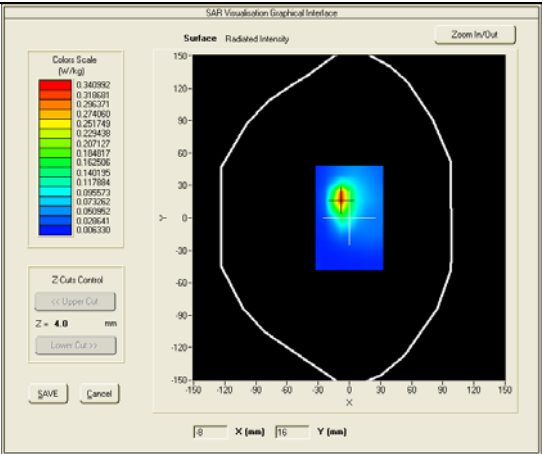 SAR Visualisation Graphical Interface
Surface Radiated Intensity
Zoom In/Out
Colors Scale
(W/kg)
0.340992
0.318681
0.296371
0.274060
0.251749
0.229438
0.207127
0.184817
0.162506
0.140195
0.117884
0.095573
0.073262
0.050952
0.028641
0.006330
Z-Cuts Control
<< Upper Cut
Z = 4.0 mm
Lower Cut >>
SAVE Cancel
150
120
90
60
30
0
-30
-60
-90
-120
-150
Y
-150 -120 -90 -60 -30 0 30 60 90 120 150
X
-8 X (mm) 16 Y (mm)